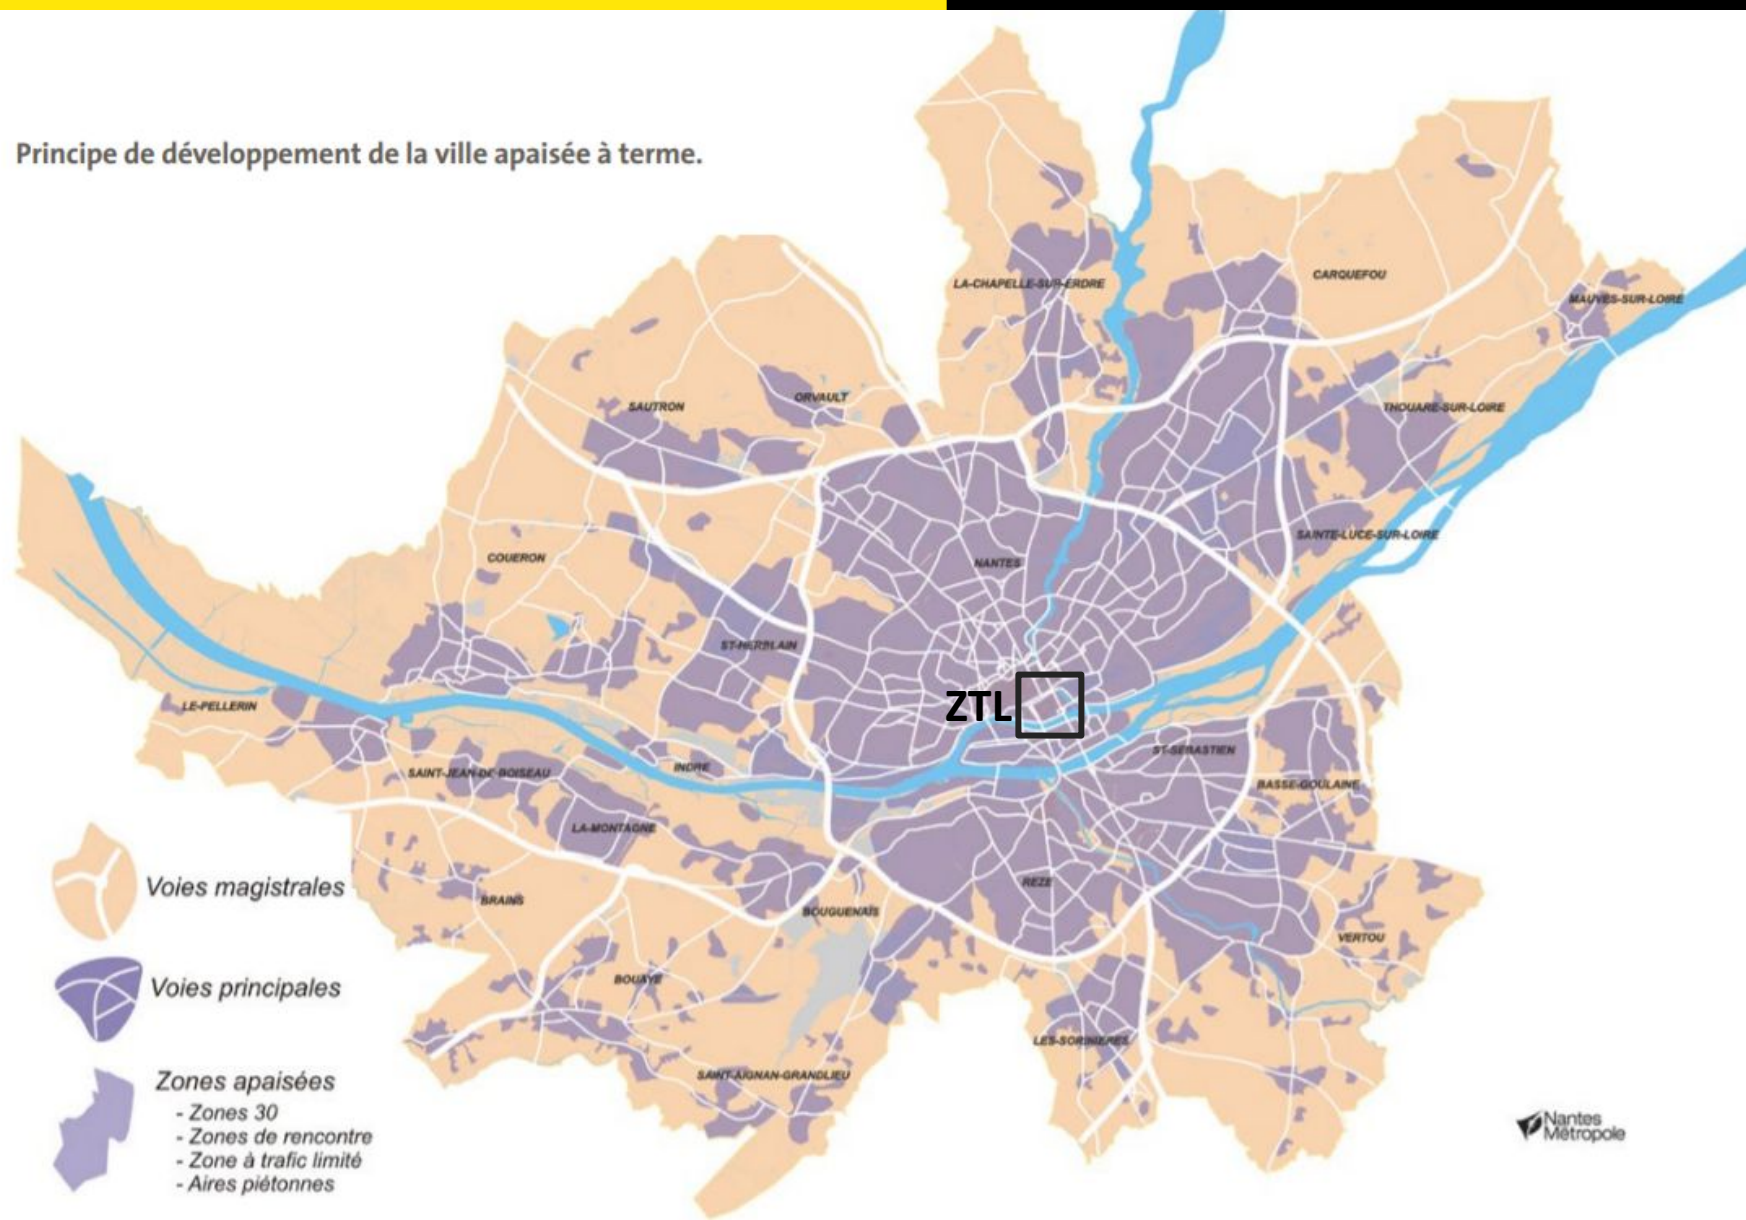 Principe de développement de la ville apaisée à terme.
LA-CHAPELLE-SUR-ERDRE
CARQUEFOU
MAUVES-SUR-LOIRE
SAUTRON
ORVAULT
THOUARE-SUR-LOIRE
SAINTE-LUCE-SUR-LOIRE
COUERON
NANTES
ST-HERBLAIN
ZTL
LE-PELLERIN
ST-SEBASTIEN
INDRE
SAINT-JEAN-DE-BOISEAU
BASSE-GOULAINE
LA-MONTAGNE
REZE
BRAINS
BOUGUENAIS
VERTOU
BOUAYE
LES-SORINIERES
SAINT-AIGNAN-GRANDLIEU
Voies magistrales
Voies principales
Zones apaisées
- Zones 30
- Zones de rencontre
- Zone à trafic limité
- Aires piétonnes
Nantes
Métropole